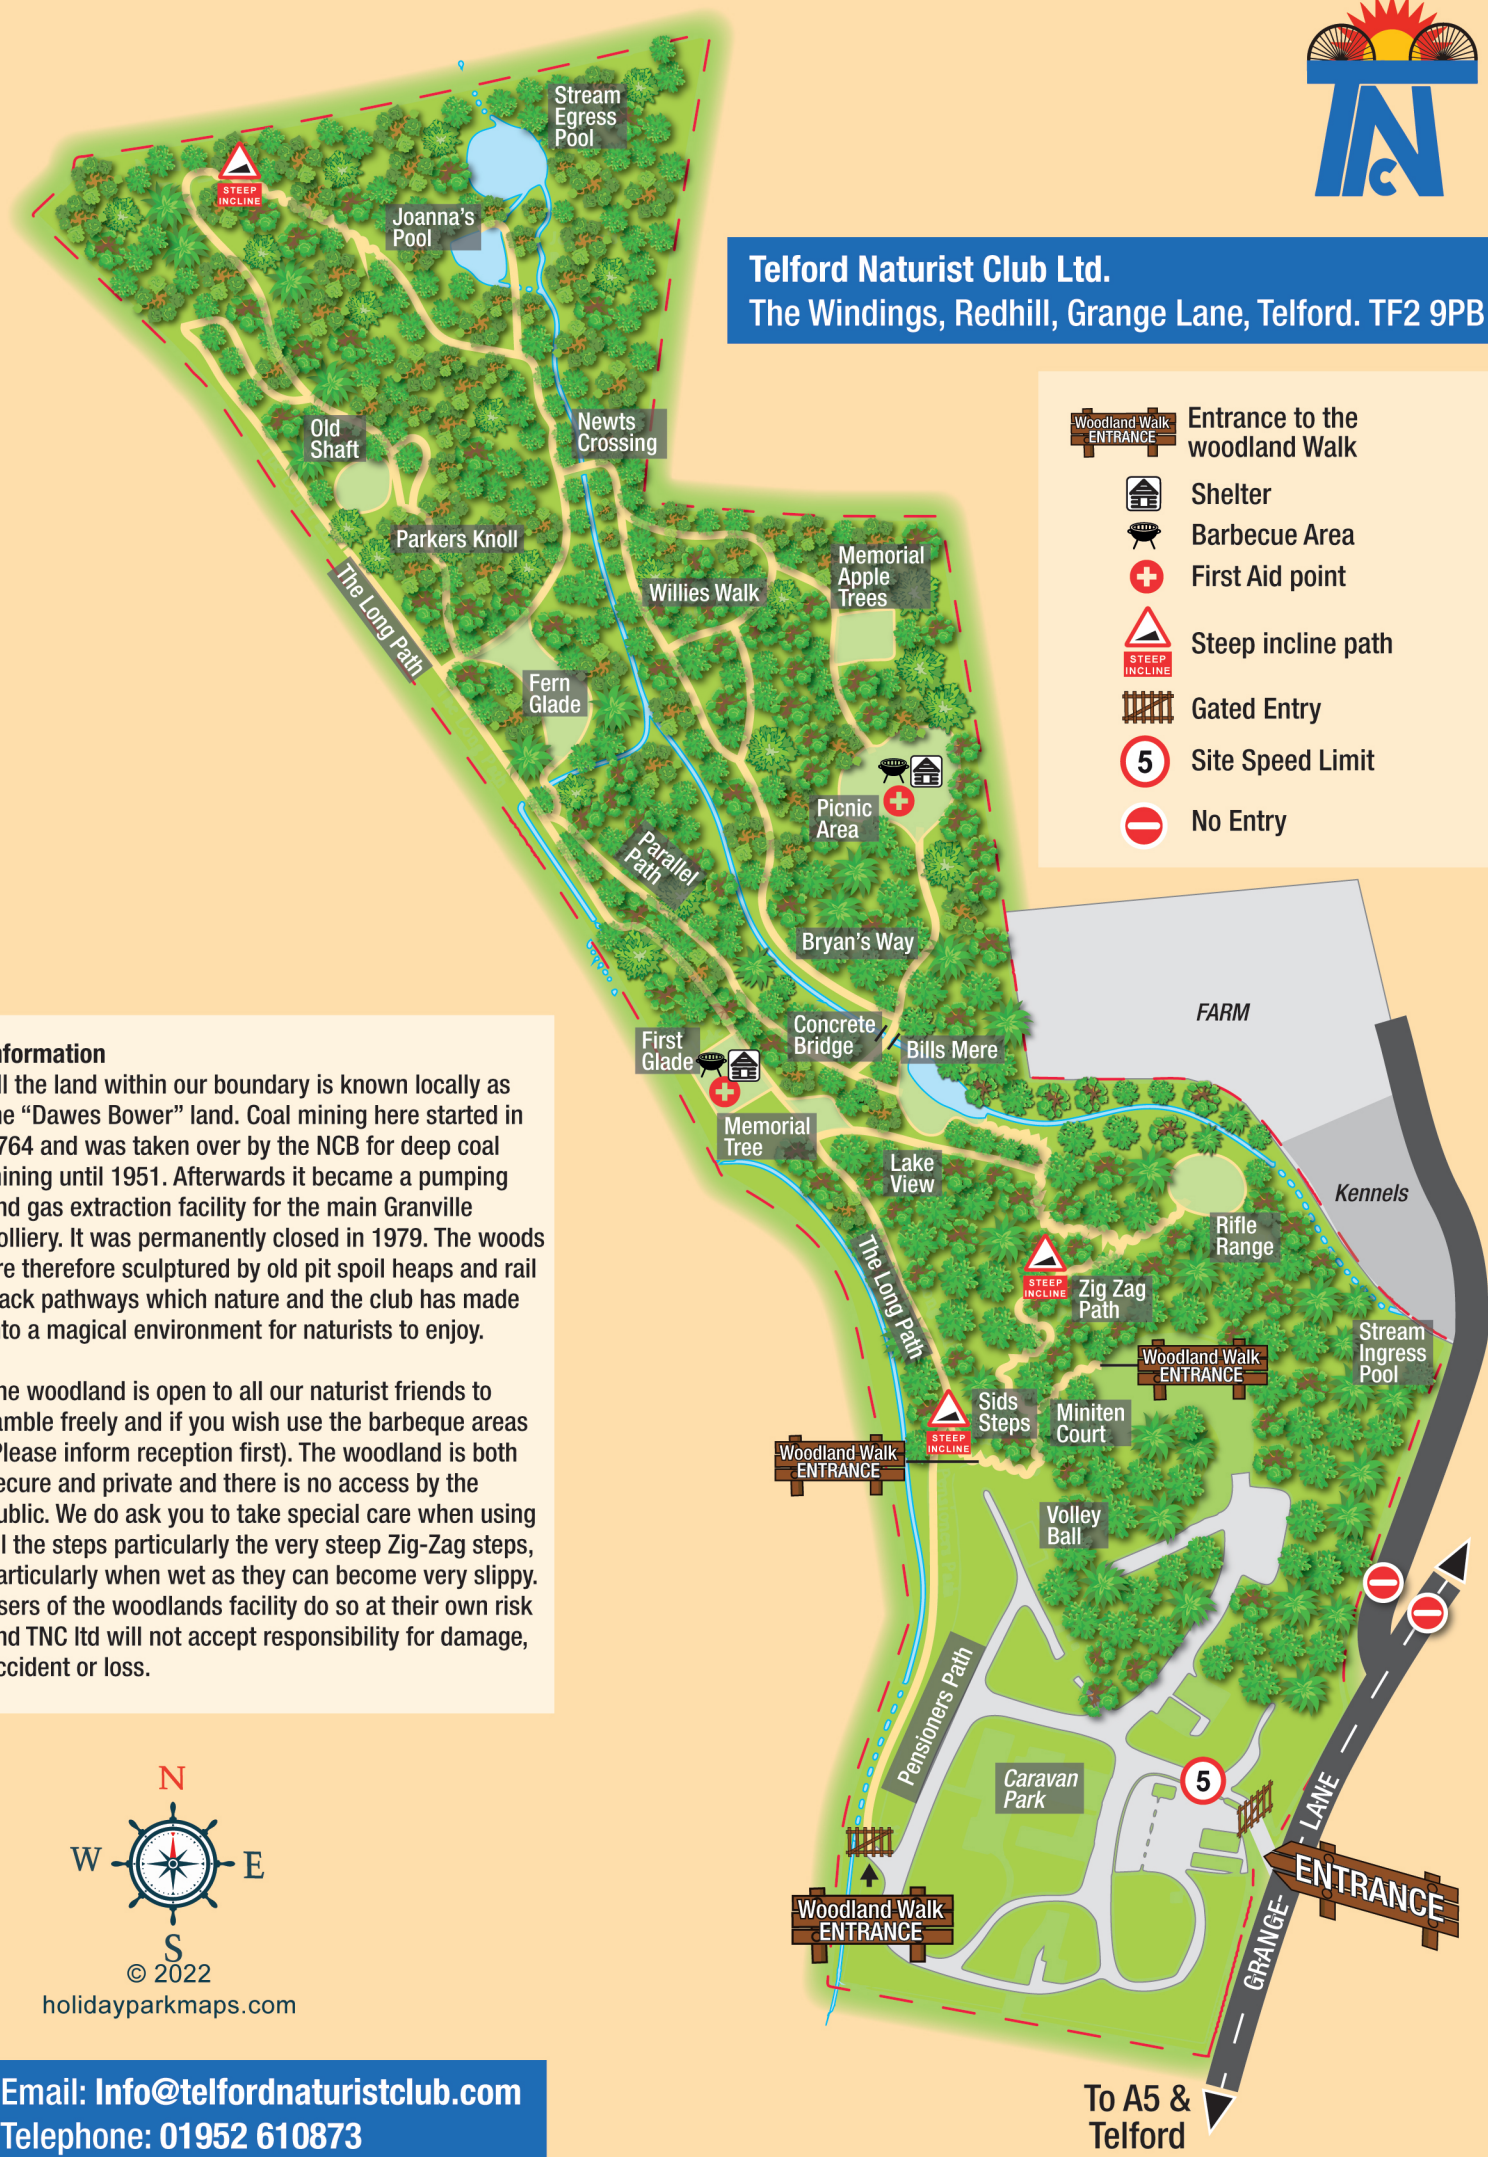 Stream
Egress
Pool
STEEP
INCLINE
Joanna's
Pool
TNC
Telford Naturist Club Ltd.
The Windings, Redhill, Grange Lane, Telford. TF2 9PB
Old
Shaft
Newts
Crossing
Woodland Walk
ENTRANCE
Entrance to the
woodland Walk
Shelter
Barbecue Area
First Aid point
STEEP
INCLINE
Steep incline path
Gated Entry
5
Site Speed Limit
No Entry
Parkers Knoll
The Long Path
Willies Walk
Memorial
Apple
Trees
Fern
Glade
Picnic
Area
Parallel
Path
Bryan's Way
FARM
Concrete
Bridge
Bills Mere
First
Glade
Memorial
Tree
Lake
View
Kennels
Rifle
Range
The Long Path
STEEP
INCLINE
Zig Zag
Path
Woodland Walk
ENTRANCE
Stream
Ingress
Pool
Sids
Steps
STEEP
INCLINE
Miniten
Court
Woodland Walk
ENTRANCE
Volley
Ball
Pensioners Path
Caravan
Park
5
Woodland Walk
ENTRANCE
ENTRANCE
GRANGE LANE
To A5 &
Telford
nformation
ll the land within our boundary is known locally as
he “Dawes Bower” land. Coal mining here started in
764 and was taken over by the NCB for deep coal
ining until 1951. Afterwards it became a pumping
nd gas extraction facility for the main Granville
olliery. It was permanently closed in 1979. The woods
re therefore sculptured by old pit spoil heaps and rail
ack pathways which nature and the club has made
nto a magical environment for naturists to enjoy.
he woodland is open to all our naturist friends to
amble freely and if you wish use the barbeque areas
Please inform reception first). The woodland is both
ecure and private and there is no access by the
ublic. We do ask you to take special care when using
ll the steps particularly the very steep Zig-Zag steps,
articularly when wet as they can become very slippy.
sers of the woodlands facility do so at their own risk
nd TNC ltd will not accept responsibility for damage,
ccident or loss.
N
W
E
S
© 2022
holidayparkmaps.com
Email: Info@telfordnaturistclub.com
Telephone: 01952 610873